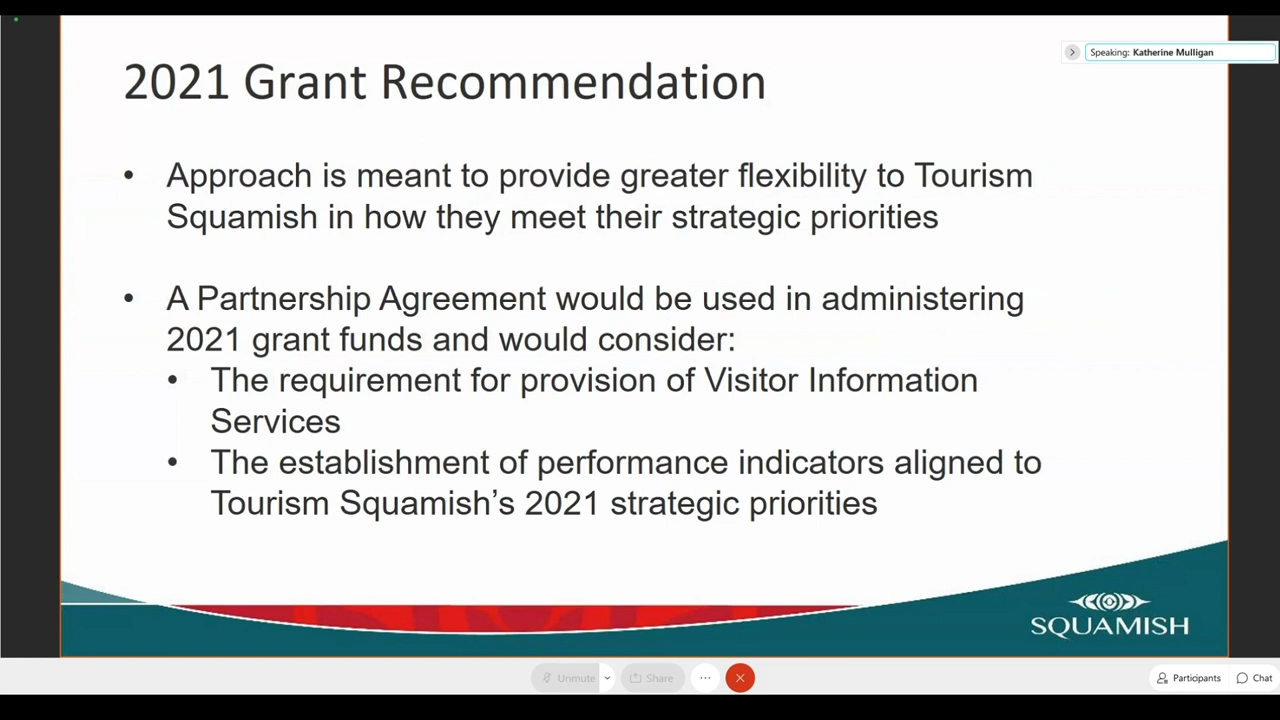 Speaking: Katherine Mulligan
2021 Grant Recommendation
• Approach is meant to provide greater flexibility to Tourism
Squamish in how they meet their strategic priorities
• A Partnership Agreement would be used in administering
2021 grant funds and would consider:
• The requirement for provision of Visitor Information
Services
• The establishment of performance indicators aligned to
Tourism Squamish’s 2021 strategic priorities
SQUAMISH
Unmute
Share
Participants
Chat